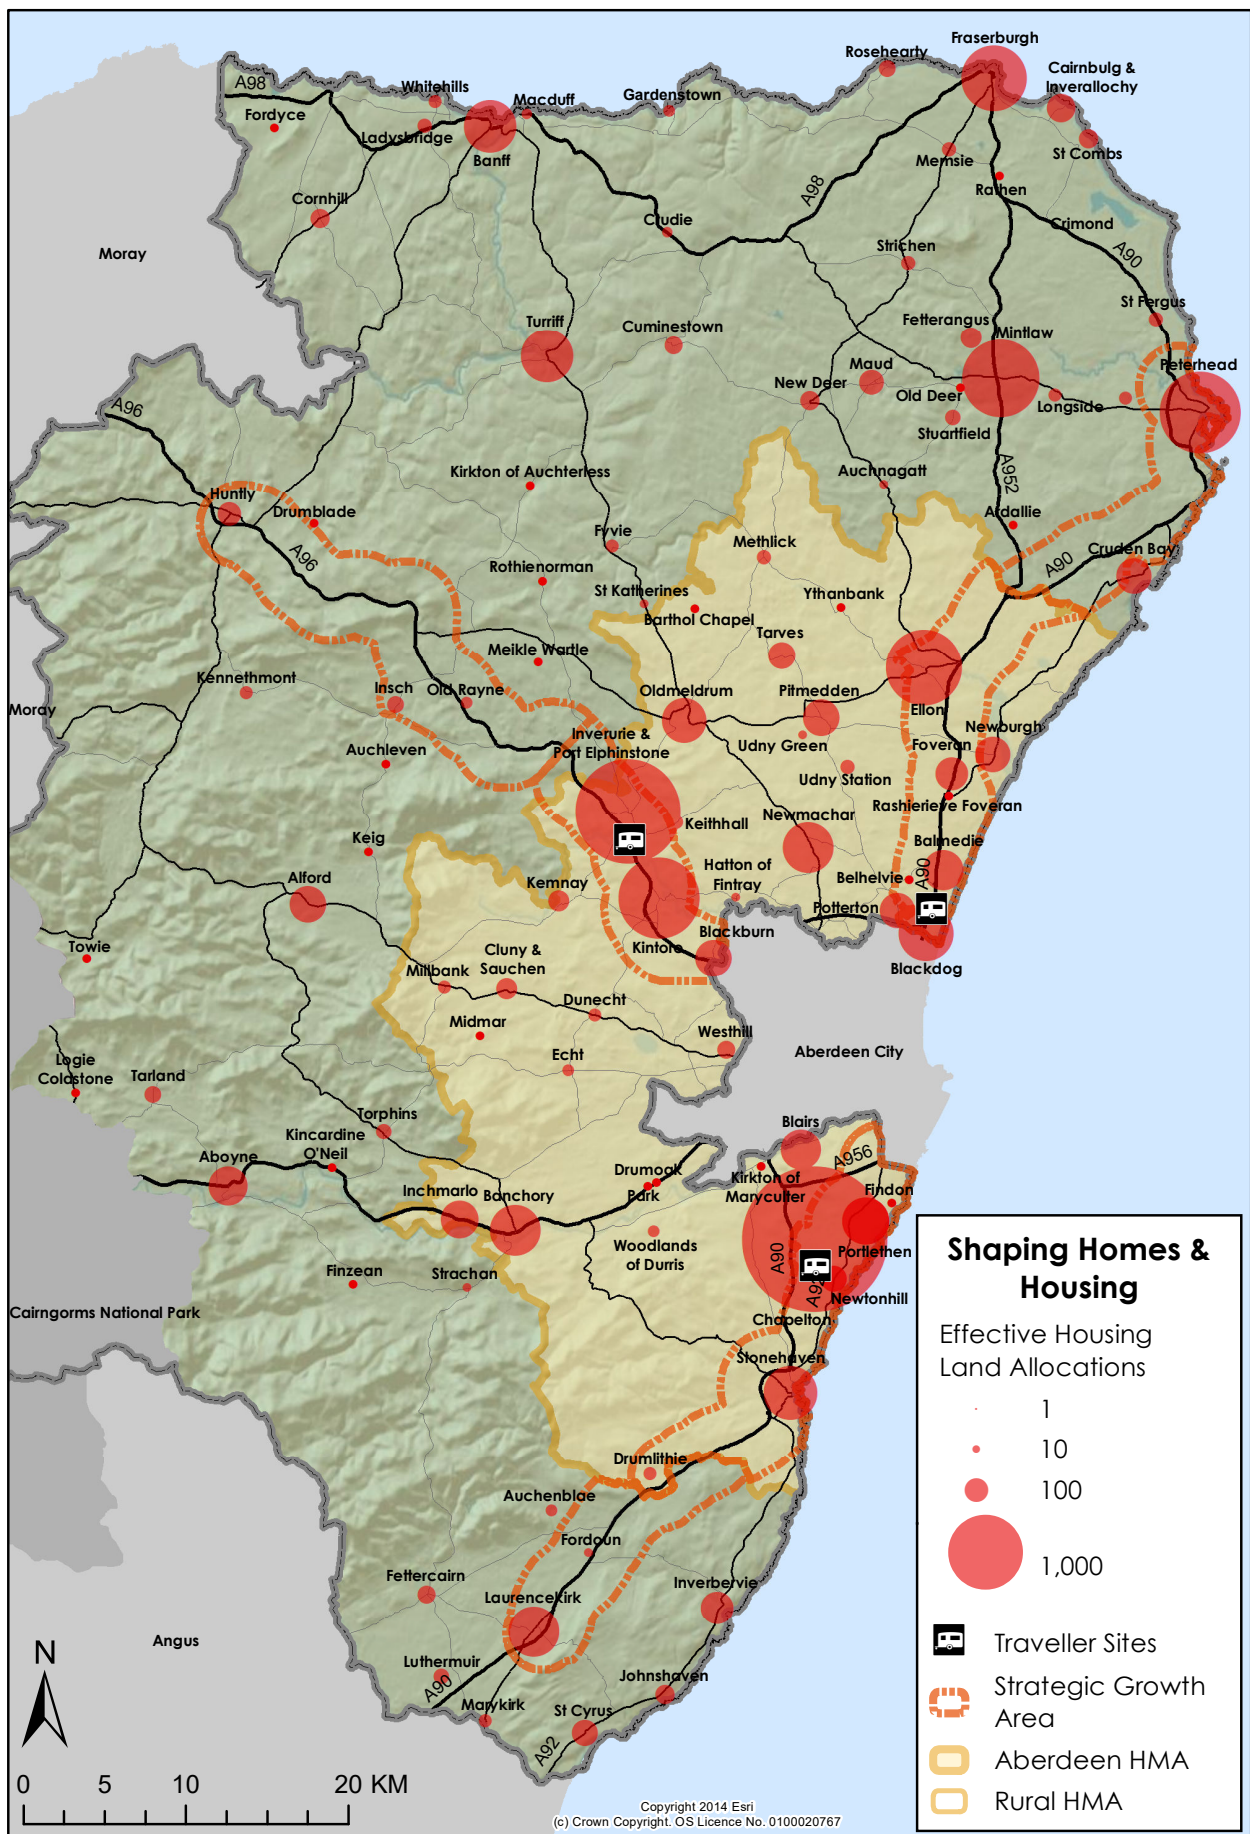 Fraserburgh
Rosehearty
Cairnbulg &
Inverallochy
A98
Whitehills
Macduff
Gardenstown
Fordyce
Ladysbridge
Banff
St Combs
Memsie
Rathen
A98
Cornhill
Crudie
Crimond
Moray
Strichen
A90
St Fergus
Turriff
Cuminestown
Fetterangus
Mintlaw
Peterhead
Maud
New Deer
Old Deer
Longside
A96
Stuartfield
Kirkton of Auchterless
Auchnagatt
A952
Huntly
Drumblade
Ardallie
Fyvie
Methlick
Cruden Bay
A96
A90
Rothienorman
St Katherines
Ythanbank
Barthol Chapel
Tarves
Meikle Wartle
Kennethmont
Insch
Old Rayne
Oldmeldrum
Pitmedden
Moray
Ellon
Newburgh
Inverurie &
Port Elphinstone
Udny Green
Foveran
Auchleven
Udny Station
Rashierieve Foveran
Keithhall
Newmachar
Keig
Balmedie
Hatton of
Fintray
A90
Alford
Kemnay
Belhelvie
Potterton
Kintore
Blackburn
Towie
Cluny &
Sauchen
Millbank
Blackdog
Dunecht
Midmar
Westhill
Echt
Aberdeen City
Logie
Coldstone
Tarland
Torphins
Blairs
Kincardine
O'Neil
A956
Aboyne
Drumoak
Park
Kirkton of
Maryculter
Findon
Inchmarlo
Banchory
Woodlands
of Durris
A90
Portlethen
Finzean
Strachan
A92
Newtonhill
Cairngorms National Park
Chapelton
Stonehaven
Drumlithie
Auchenblae
Fordoun
Fettercairn
Laurencekirk
Inverbervie
Angus
Luthermuir
A90
Johnshaven
Marykirk
St Cyrus
A92
N
0 5 10 20 KM
Copyright 2014 Esri
(c) Crown Copyright. OS Licence No. 0100020767
Shaping Homes &
Housing
Effective Housing
Land Allocations
1
10
100
1,000
Traveller Sites
Strategic Growth
Area
Aberdeen HMA
Rural HMA